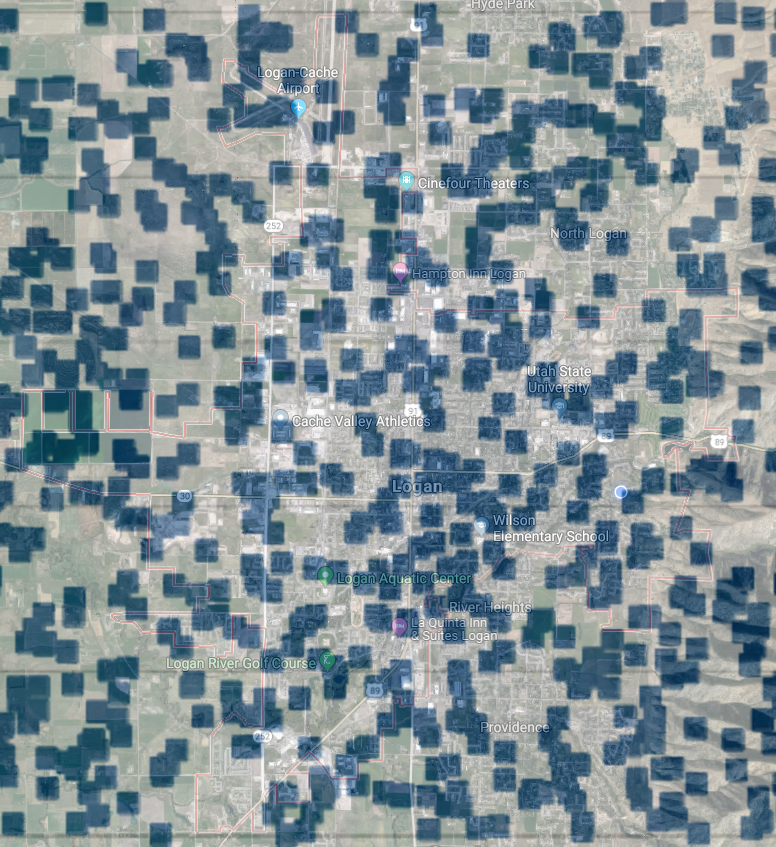 Hyde Park
Logan-Cache
Airport
Cinefour Theaters
252
North Logan
Hampton Inn Logan
Utah State
University
91
Cache Valley Athletics
89
Logan
30
Wilson
Elementary School
Logan Aquatic Center
River Heights
La Quinta Inn
& Suites Logan
Logan River Golf Course
89
Providence
252